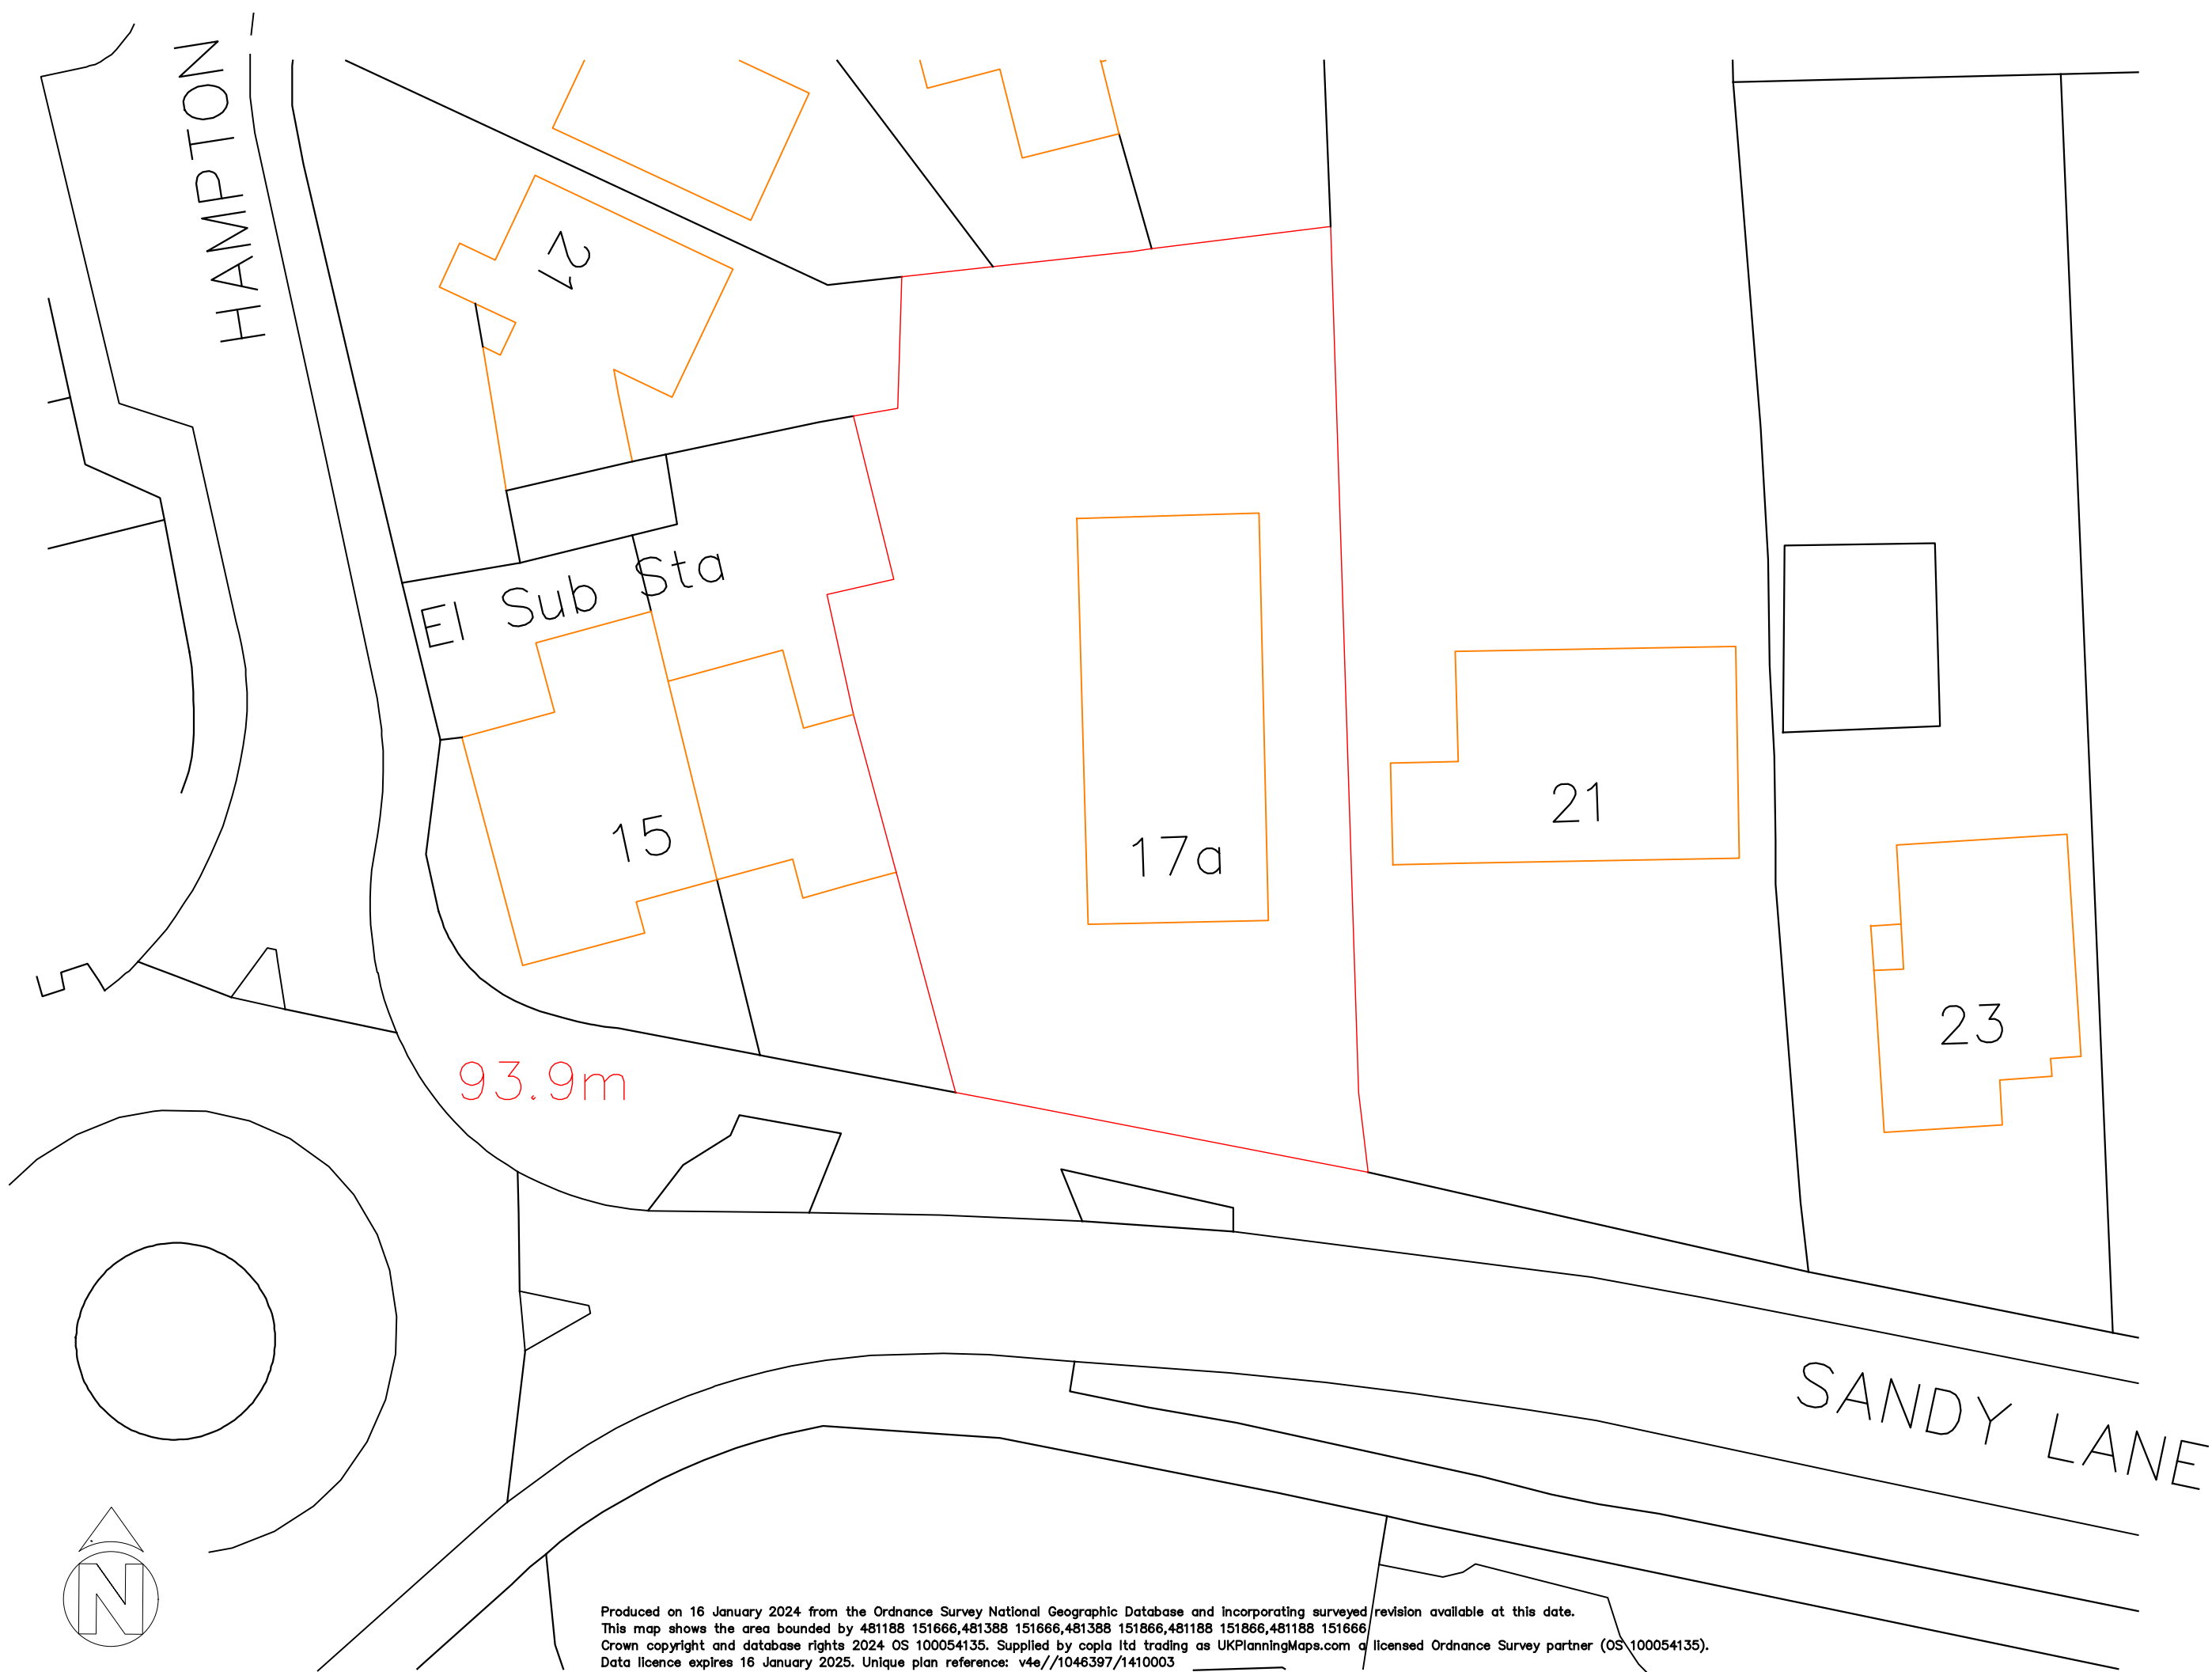 HAMPTON
21
El Sub Sta
15
17a
21
23
93.9m
SANDY LANE
N
Produced on 16 January 2024 from the Ordnance Survey National Geographic Database and incorporating surveyed revision available at this date.
This map shows the area bounded by 481188 151666,481388 151666,481388 151866,481188 151866,481188 151666
Crown copyright and database rights 2024 OS 100054135. Supplied by copla ltd trading as UKPlanningMaps.com a licensed Ordnance Survey partner (OS 100054135).
Data licence expires 16 January 2025. Unique plan reference: v4e//1046397/1410003